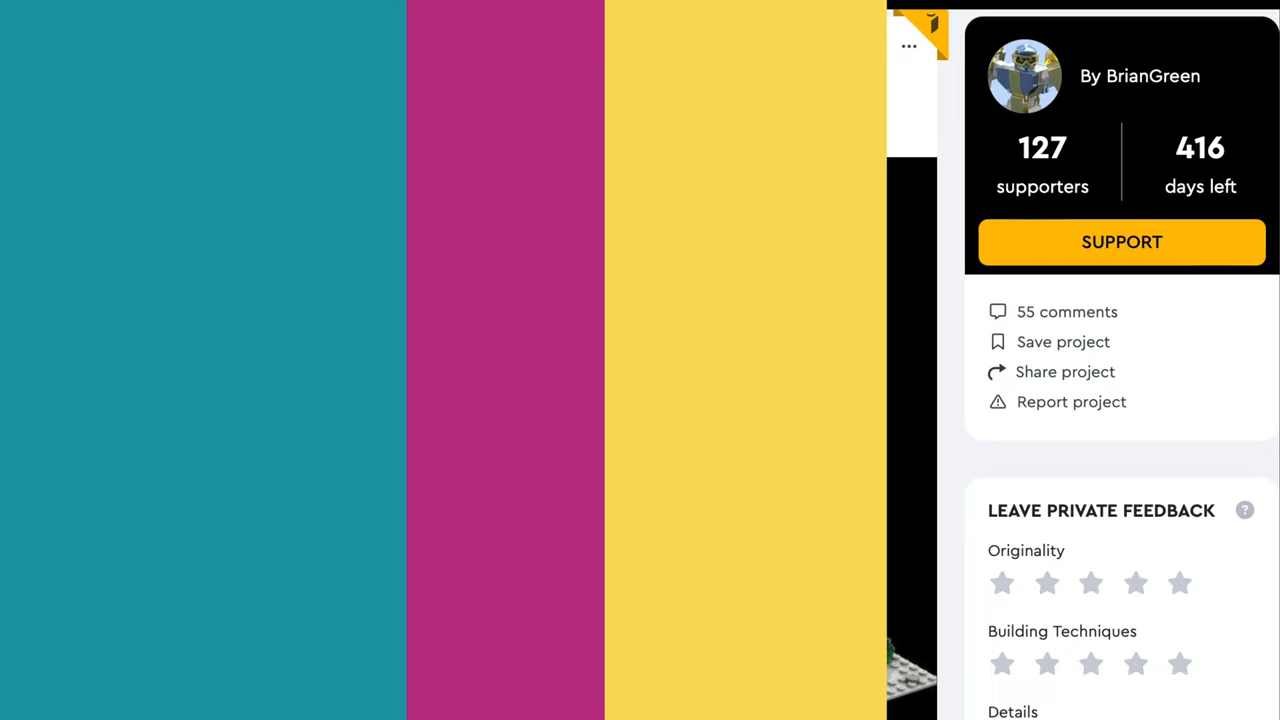 By BrianGreen
127
416
supporters
days left
SUPPORT
55 comments
Save project
Share project
Report project
LEAVE PRIVATE FEEDBACK
?
Originality
Building Techniques
Details